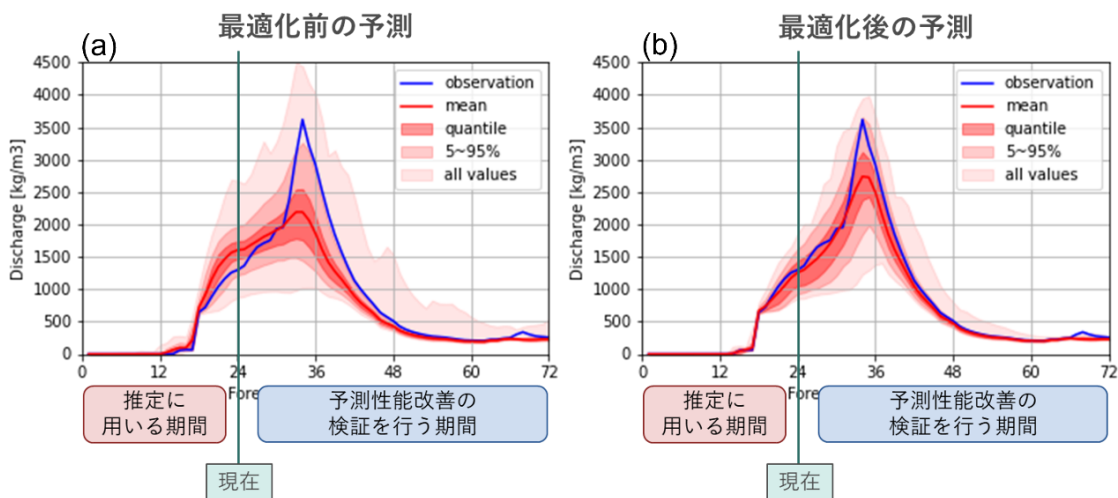 最適化前の予測
(a)
4500
4000
3500
3000
2500
2000
1500
1000
500
0
Discharge [kg/m3]
observation
mean
quantile
5~95%
all values
0 12 24 36 48 60 72
Fore
推定に
用いる期間
予測性能改善の
検証を行う期間
現在
最適化後の予測
(b)
4500
4000
3500
3000
2500
2000
1500
1000
500
0
Discharge [kg/m3]
observation
mean
quantile
5~95%
all values
0 12 24 36 48 60 72
Fore
推定に
用いる期間
予測性能改善の
検証を行う期間
現在